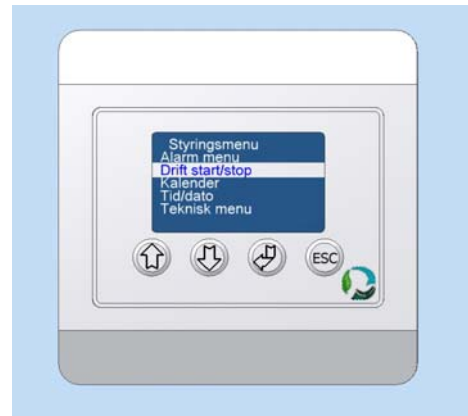 Styringsmenu
Alarm menu
Drift start/stop
Kalender
Tid/dato
Teknisk menu
ESC